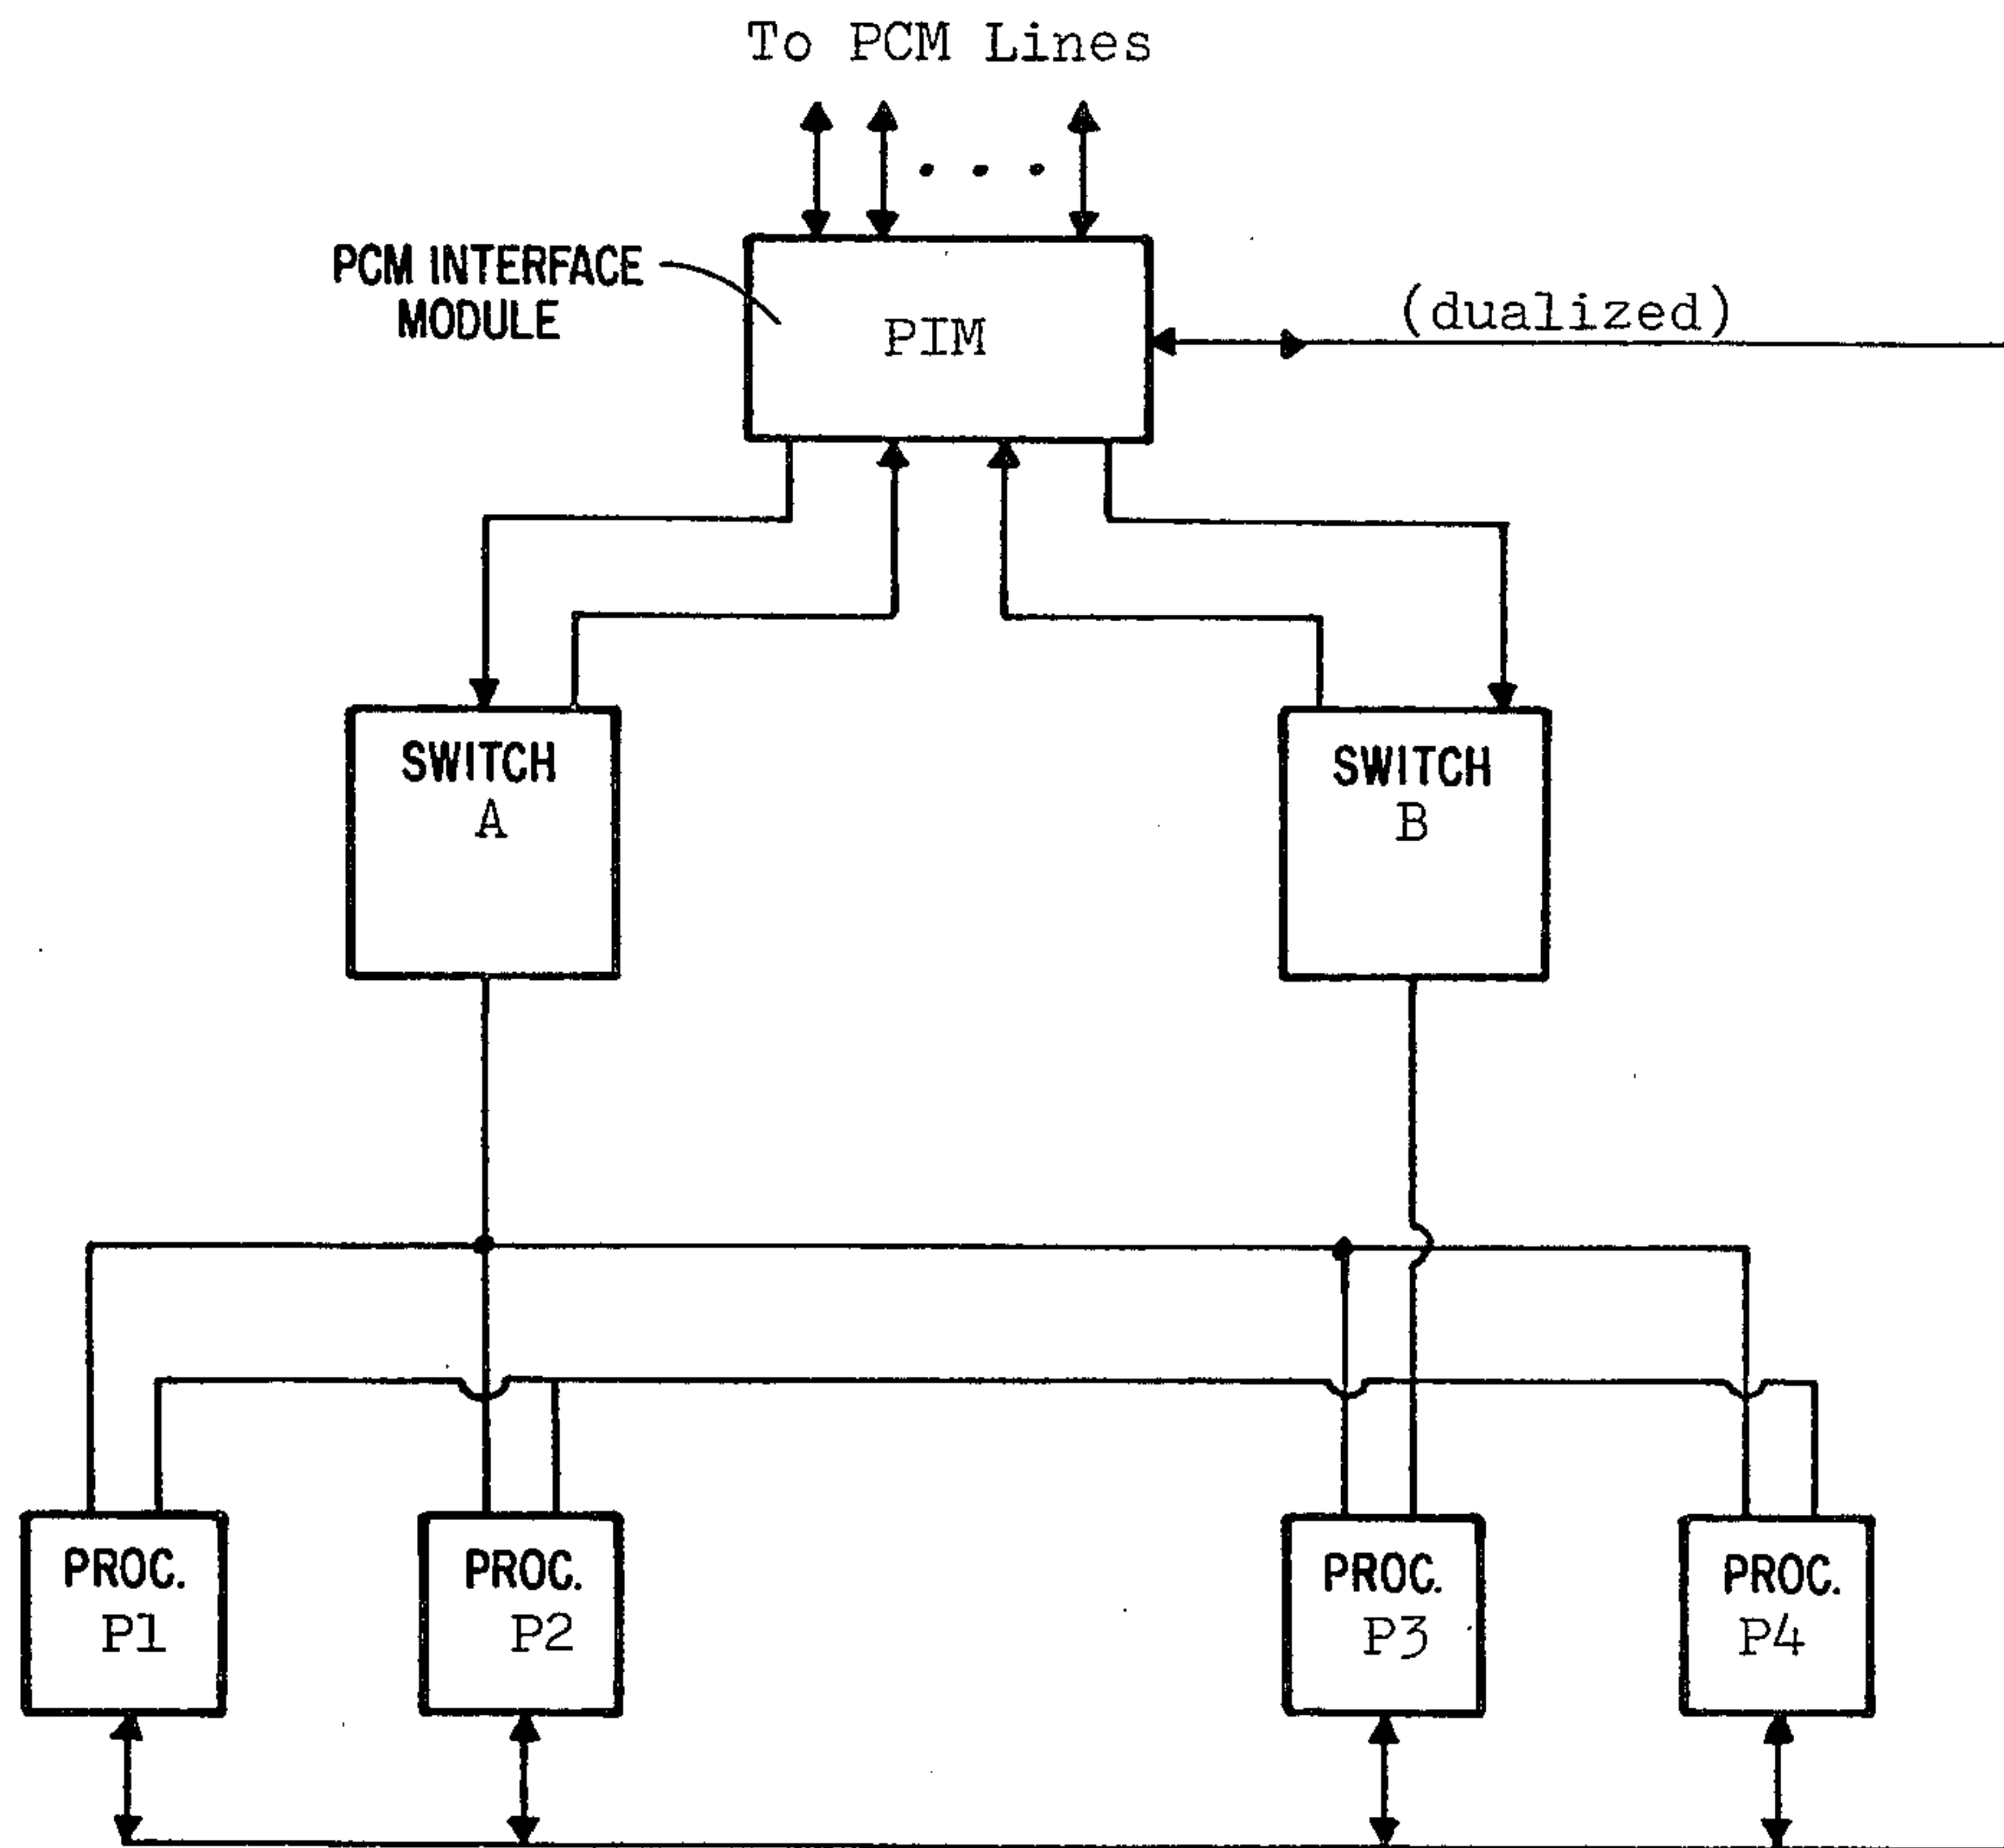 To PCM Lines
PCM INTERFACE
MODULE
PIM
(dualized)
SWITCH
A
SWITCH
B
PROC.
P1
PROC.
P2
PROC.
P3
PROC.
P4